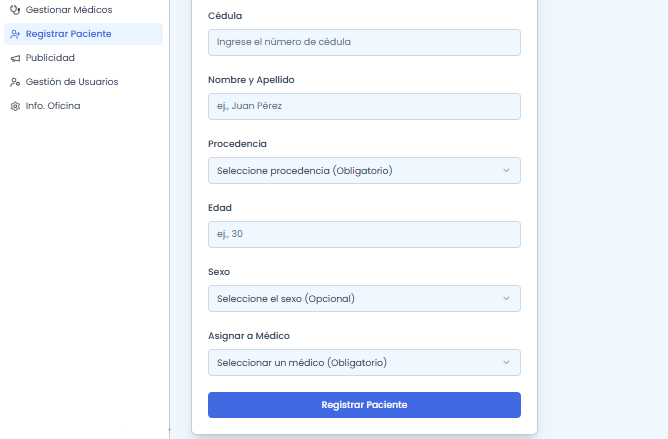 Gestionar Médicos
Registrar Paciente
Publicidad
Gestión de Usuarios
Info. Oficina
Cédula
Ingrese el número de cédula
Nombre y Apellido
ej., Juan Pérez
Procedencia
Seleccione procedencia (Obligatorio)
Edad
ej., 30
Sexo
Seleccione el sexo (Opcional)
Asignar a Médico
Seleccionar un médico (Obligatorio)
Registrar Paciente